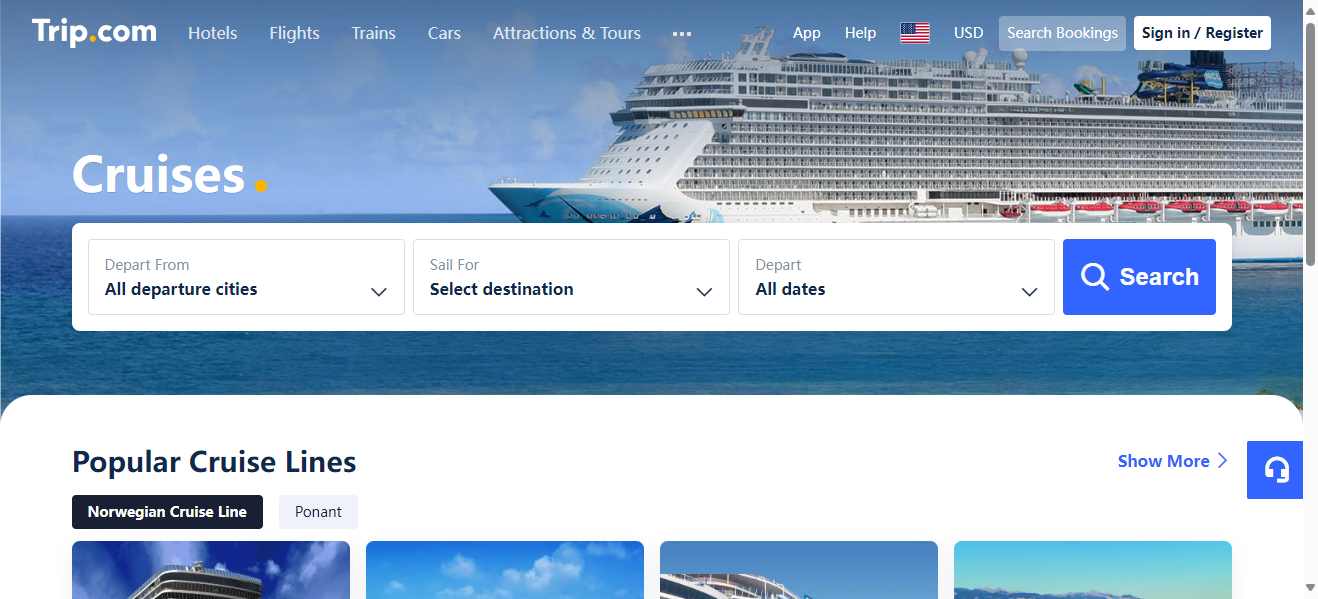 Trip.com Hotels Flights Trains Cars Attractions & Tours ... App Help USD Search Bookings Sign in / Register
NCL
Cruises.
Depart From Sail For Depart
All departure cities Select destination All dates Search
Popular Cruise Lines Show More
Norwegian Cruise Line Ponant